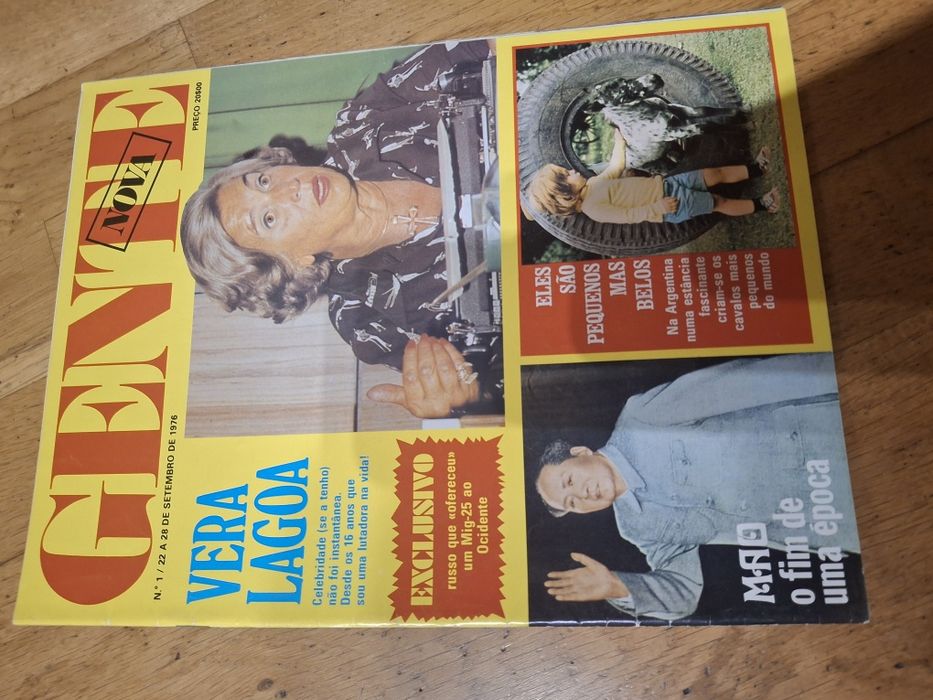 GENTE
NOVA
N.º 1 / 22 A 28 DE SETEMBRO DE 1976
PREÇO 20$00
VERA
LAGOA
Celebridade (se a tenho)
não foi instantânea.
Desde os 16 anos que
sou uma lutadora na vida!
EXCLUSIVO
russo que «ofereceu»
um Mig-25 ao
Ocidente
MAO
o fim de
uma época
ELES
SÃO
PEQUENOS
MAS
BELOS
Na Argentina
numa estância
fascinante
criam-se os
cavalos mais
pequenos
do mundo